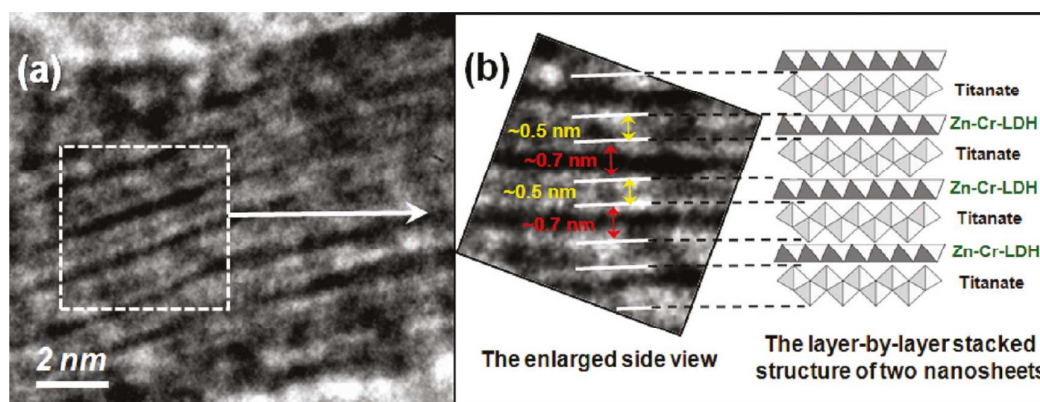 (a)
2 nm
(b)
~0.5 nm
~0.7 nm
~0.5 nm
~0.7 nm
The enlarged side view
Titanate
Zn-Cr-LDH
Titanate
Zn-Cr-LDH
Titanate
Zn-Cr-LDH
Titanate
The layer-by-layer stacked
structure of two nanosheets